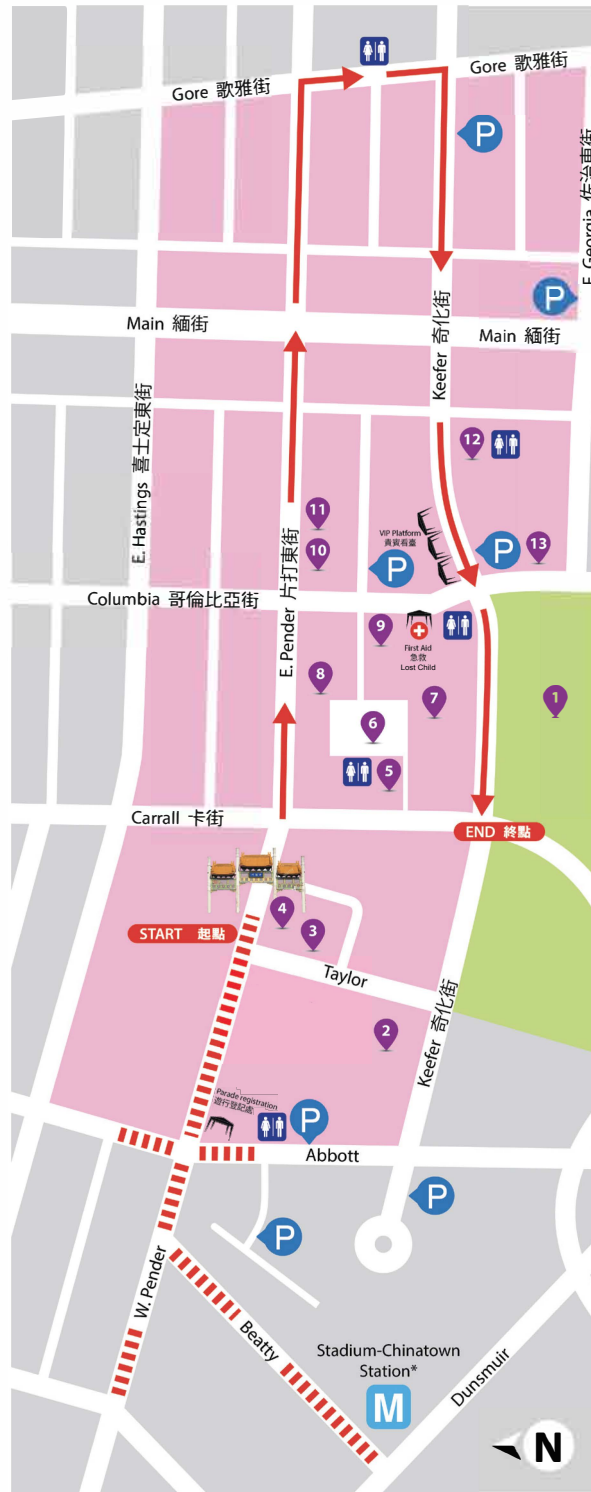 Gore 歌雅街
Gore 歌雅街
P
E. Georgia 佐治東街
P
Main 緬街
Main 緬街
Keefer 奇化街
E. Hastings 喜士定東街
12
11
VIP Platform
貴賓看臺
P
13
10
P
E. Pender 片打東街
Columbia 哥倫比亞街
9
First Aid
急救
Lost Child
8
7
1
6
5
Carrall 卡街
END 終點
4
START 起點
3
Taylor
2
Keefer 奇化街
Parade registration
遊行登記處
P
Abbott
P
P
W. Pender
Beatty
Stadium-Chinatown
Station*
M
Dunsmuir
N